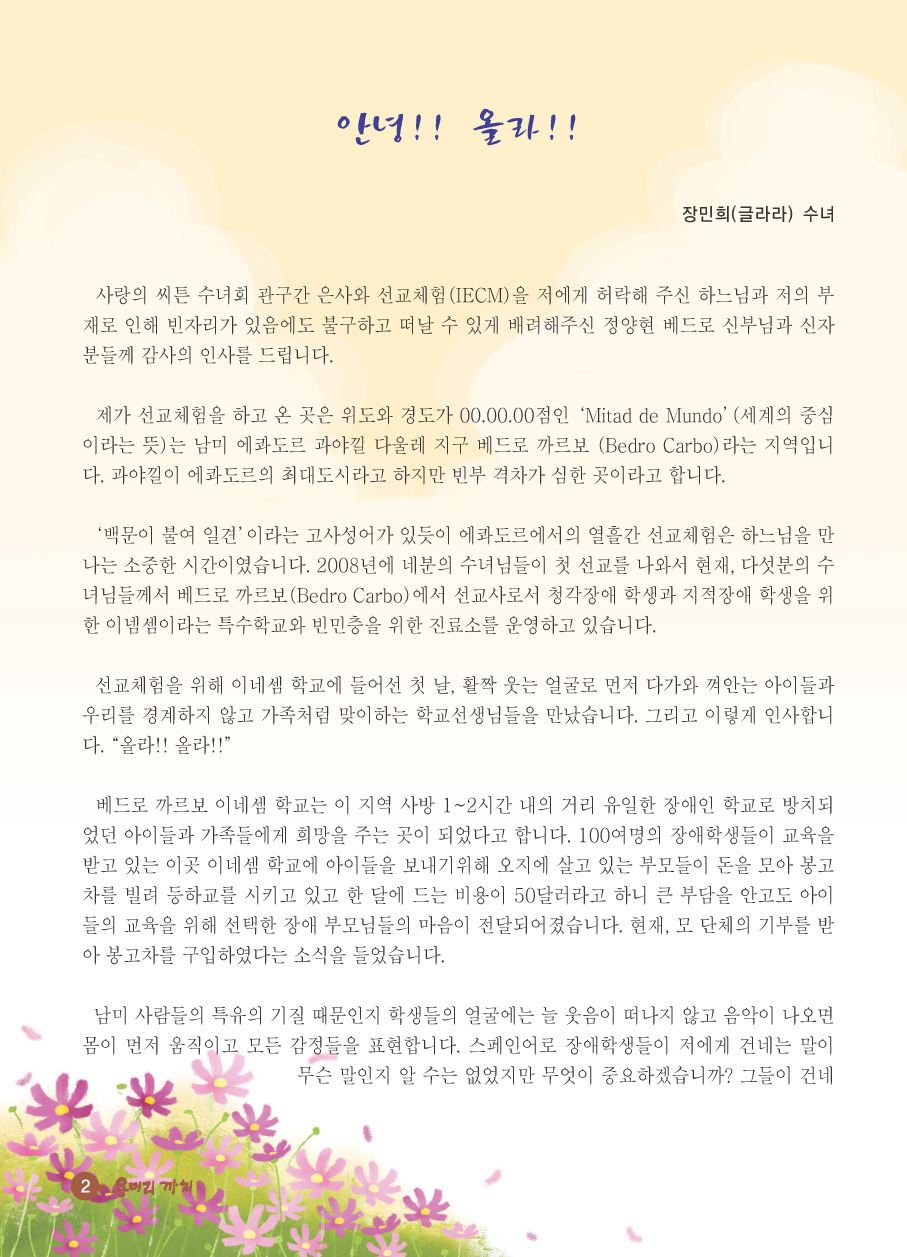 안녕!! 올라!!
장민희(글라라) 수녀
사랑의 씨튼 수녀회 관구간 은사와 선교체험(IECM)을 저에게 허락해 주신 하느님과 저의 부
재로 인해 빈자리가 있음에도 불구하고 떠날 수 있게 배려해주신 정양현 베드로 신부님과 신자
분들께 감사의 인사를 드립니다.
제가 선교체험을 하고 온 곳은 위도와 경도가 00.00.00점인 ‘Mitad de Mundo’(세계의 중심
이라는 뜻)는 남미 에콰도르 과야낄 다울레 지구 베드로 까르보 (Bedro Carbo)라는 지역입니
다. 과야낄이 에콰도르의 최대도시라고 하지만 빈부 격차가 심한 곳이라고 합니다.
‘백문이 불여 일견’이라는 고사성어가 있듯이 에콰도르에서의 열흘간 선교체험은 하느님을 만
나는 소중한 시간이였습니다. 2008년에 네분의 수녀님들이 첫 선교를 나와서 현재, 다섯분의 수
녀님들께서 베드로 까르보(Bedro Carbo)에서 선교사로서 청각장애 학생과 지적장애 학생을 위
한 이넴셈이라는 특수학교와 빈민층을 위한 진료소를 운영하고 있습니다.
선교체험을 위해 이네셈 학교에 들어선 첫 날, 활짝 웃는 얼굴로 먼저 다가와 껴안는 아이들과
우리를 경계하지 않고 가족처럼 맞이하는 학교선생님들을 만났습니다. 그리고 이렇게 인사합니
다. “올라!! 올라!!”
베드로 까르보 이네셈 학교는 이 지역 사방 1~2시간 내의 거리 유일한 장애인 학교로 방치되
었던 아이들과 가족들에게 희망을 주는 곳이 되었다고 합니다. 100여명의 장애학생들이 교육을
받고 있는 이곳 이네셈 학교에 아이들을 보내기위해 오지에 살고 있는 부모들이 돈을 모아 봉고
차를 빌려 등하교를 시키고 있고 한 달에 드는 비용이 50달러라고 하니 큰 부담을 안고도 아이
들의 교육을 위해 선택한 장애 부모님들의 마음이 전달되어졌습니다. 현재, 모 단체의 기부를 받
아 봉고차를 구입하였다는 소식을 들었습니다.
남미 사람들의 특유의 기질 때문인지 학생들의 얼굴에는 늘 웃음이 떠나지 않고 음악이 나오면
몸이 먼저 움직이고 모든 감정들을 표현합니다. 스페인어로 장애학생들이 저에게 건네는 말이
무슨 말인지 알 수는 없었지만 무엇이 중요하겠습니까? 그들이 건네
2